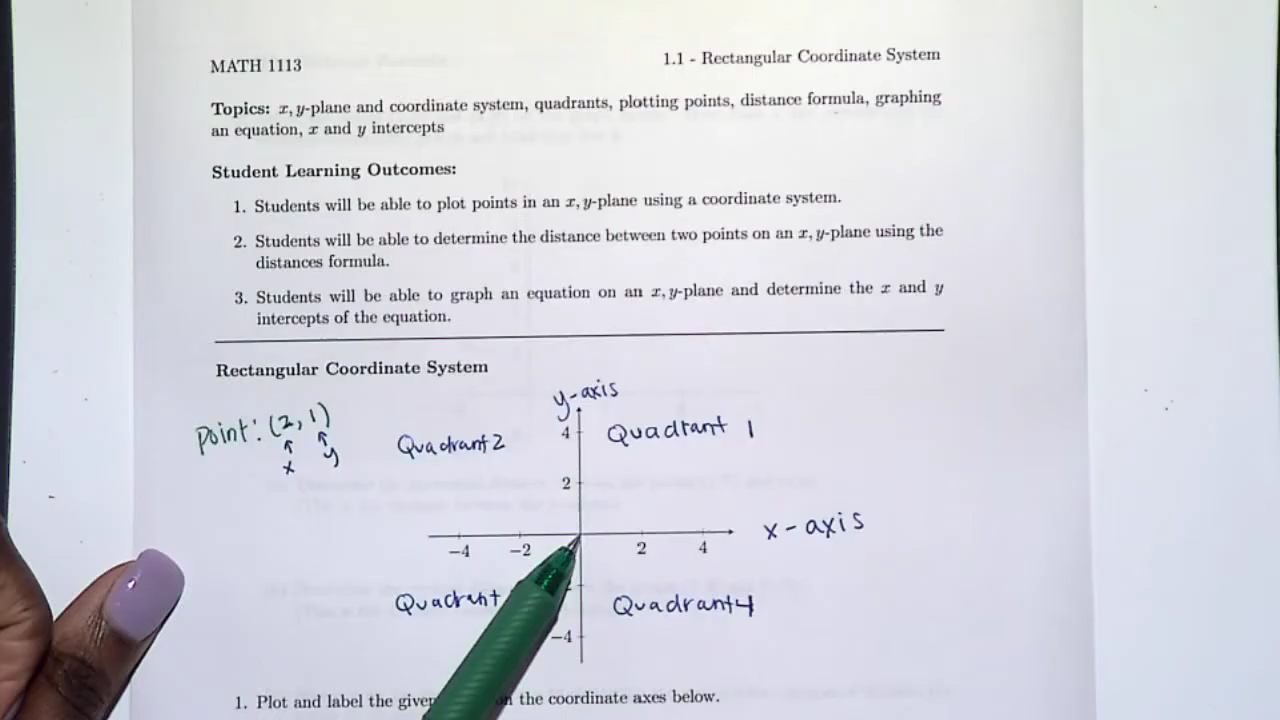 MATH 1113
1.1 - Rectangular Coordinate System
Topics: x, y-plane and coordinate system, quadrants, plotting points, distance formula, graphing
an equation, x and y intercepts
Student Learning Outcomes:
1. Students will be able to plot points in an x, y-plane using a coordinate system.
2. Students will be able to determine the distance between two points on an x, y-plane using the
distances formula.
3. Students will be able to graph an equation on an x, y-plane and determine the x and y
intercepts of the equation.
Rectangular Coordinate System
y-axis
Point: (2, 1)
x y
Quadrant 2
4
Quadrant 1
2
x-axis
−4 −2 2 4
Quadrant
Quadrant 4
−4
1. Plot and label the on the coordinate axes below.